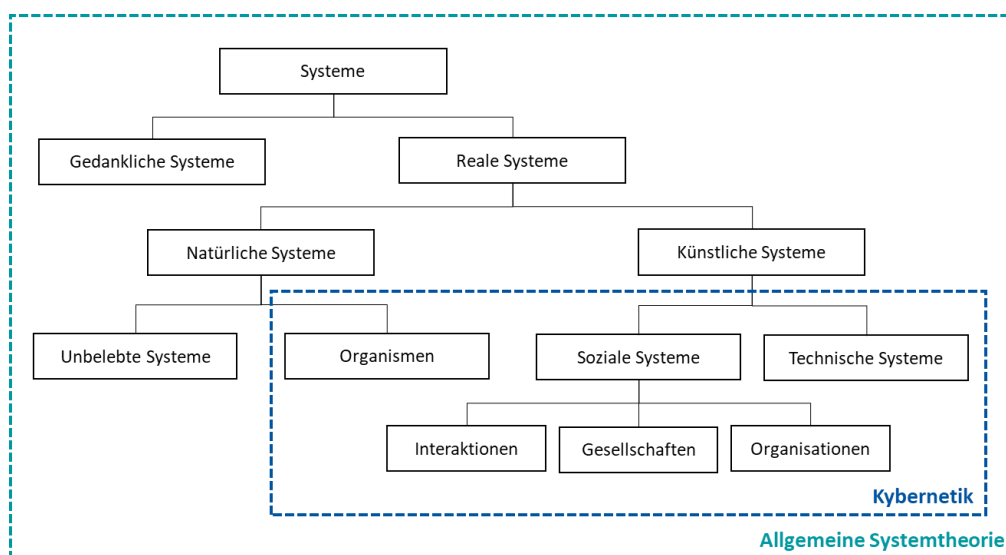 Systeme
Gedankliche Systeme
Reale Systeme
Natürliche Systeme
Künstliche Systeme
Unbelebte Systeme
Organismen
Soziale Systeme
Technische Systeme
Interaktionen
Gesellschaften
Organisationen
Kybernetik
Allgemeine Systemtheorie